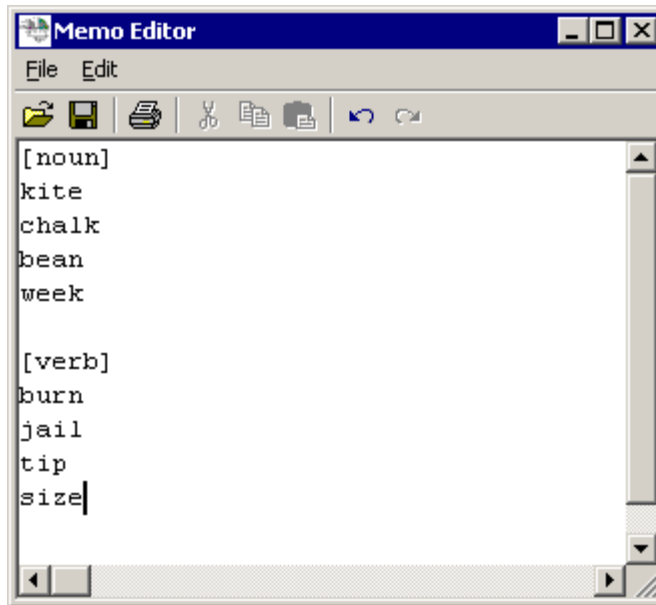 Memo Editor
File Edit
[noun]
kite
chalk
bean
week
[verb]
burn
jail
tip
size